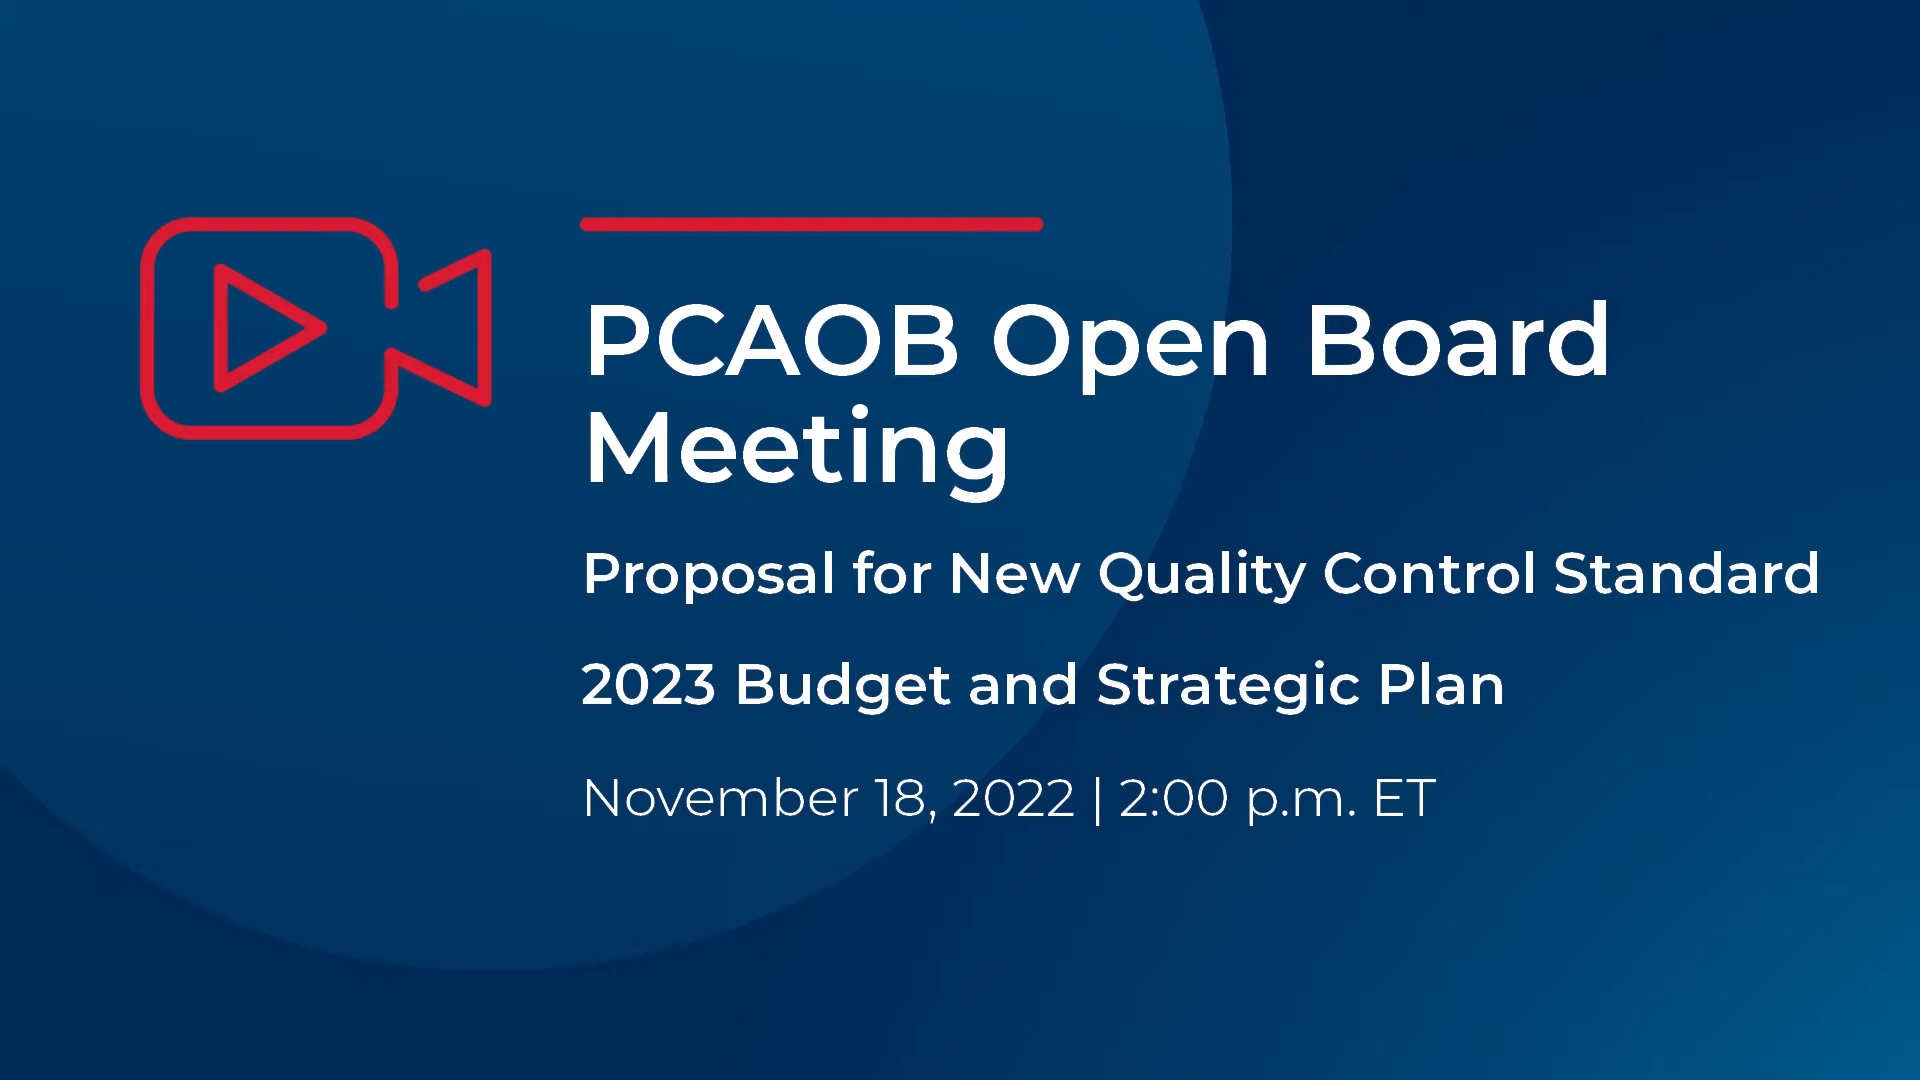 PCAOB Open Board
Meeting
Proposal for New Quality Control Standard
2023 Budget and Strategic Plan
November 18, 2022 | 2:00 p.m. ET